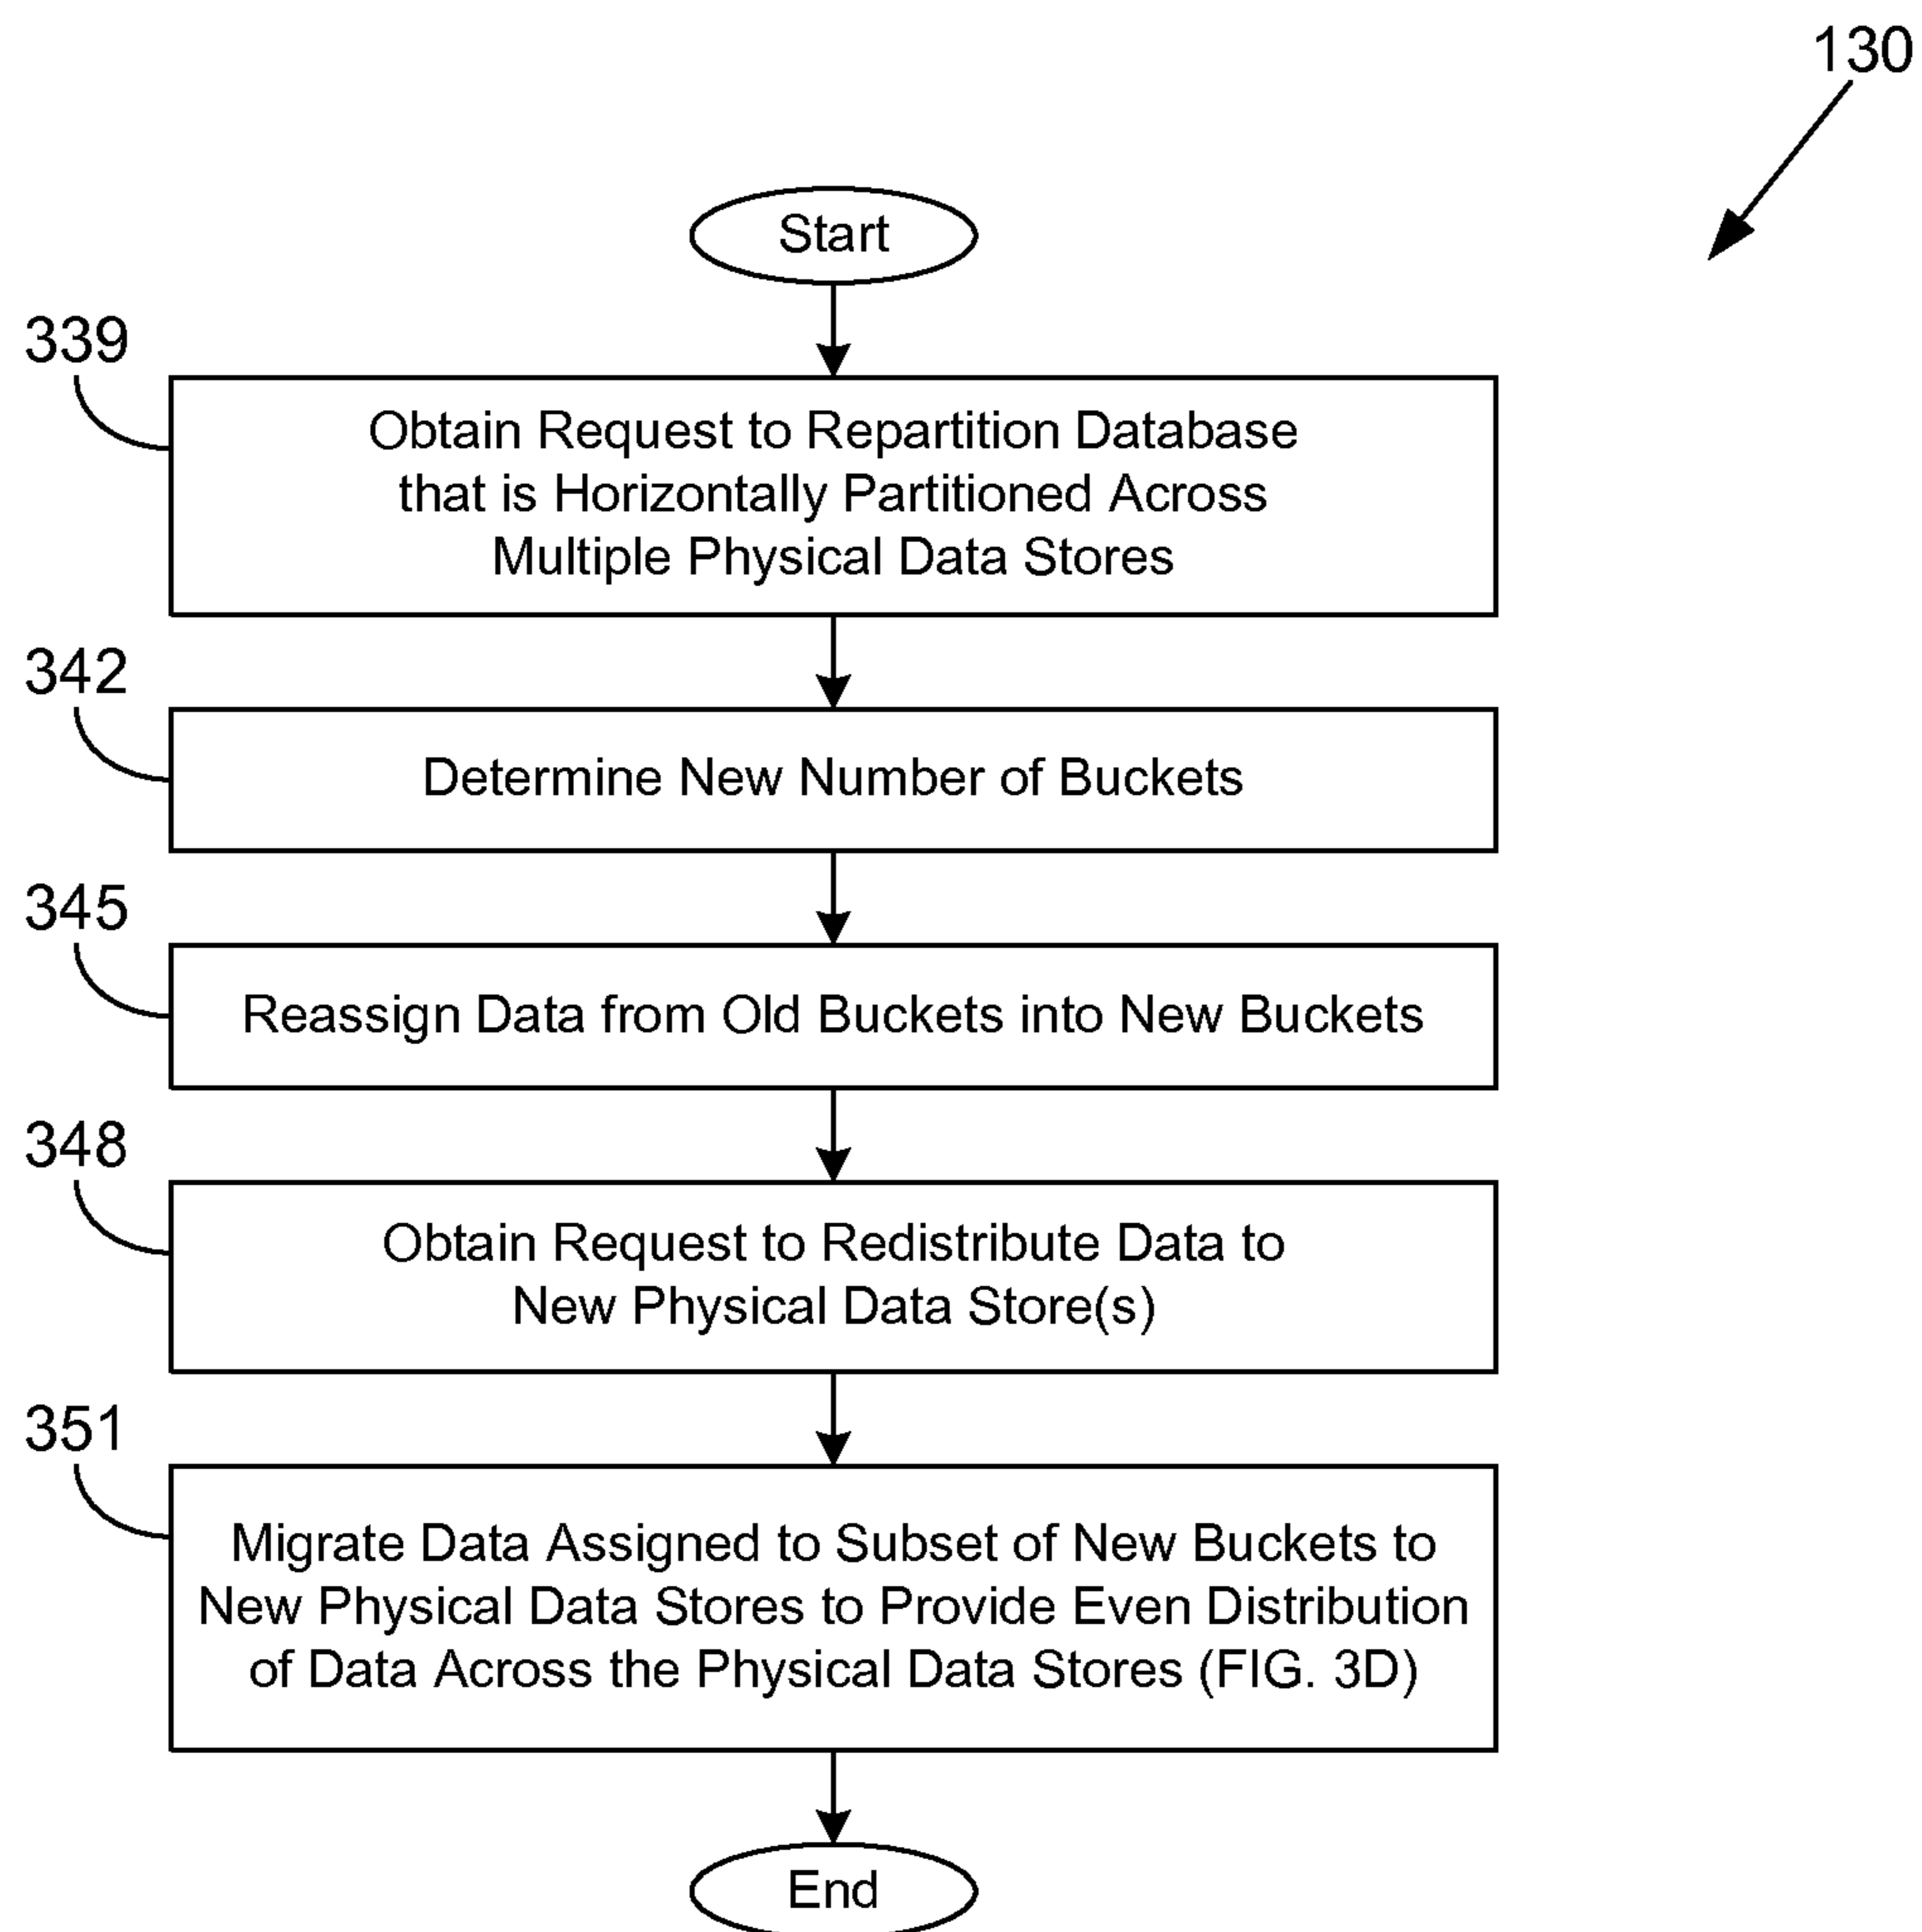 130
Start
339
Obtain Request to Repartition Database
that is Horizontally Partitioned Across
Multiple Physical Data Stores
342
Determine New Number of Buckets
345
Reassign Data from Old Buckets into New Buckets
348
Obtain Request to Redistribute Data to
New Physical Data Store(s)
351
Migrate Data Assigned to Subset of New Buckets to
New Physical Data Stores to Provide Even Distribution
of Data Across the Physical Data Stores (FIG. 3D)
End